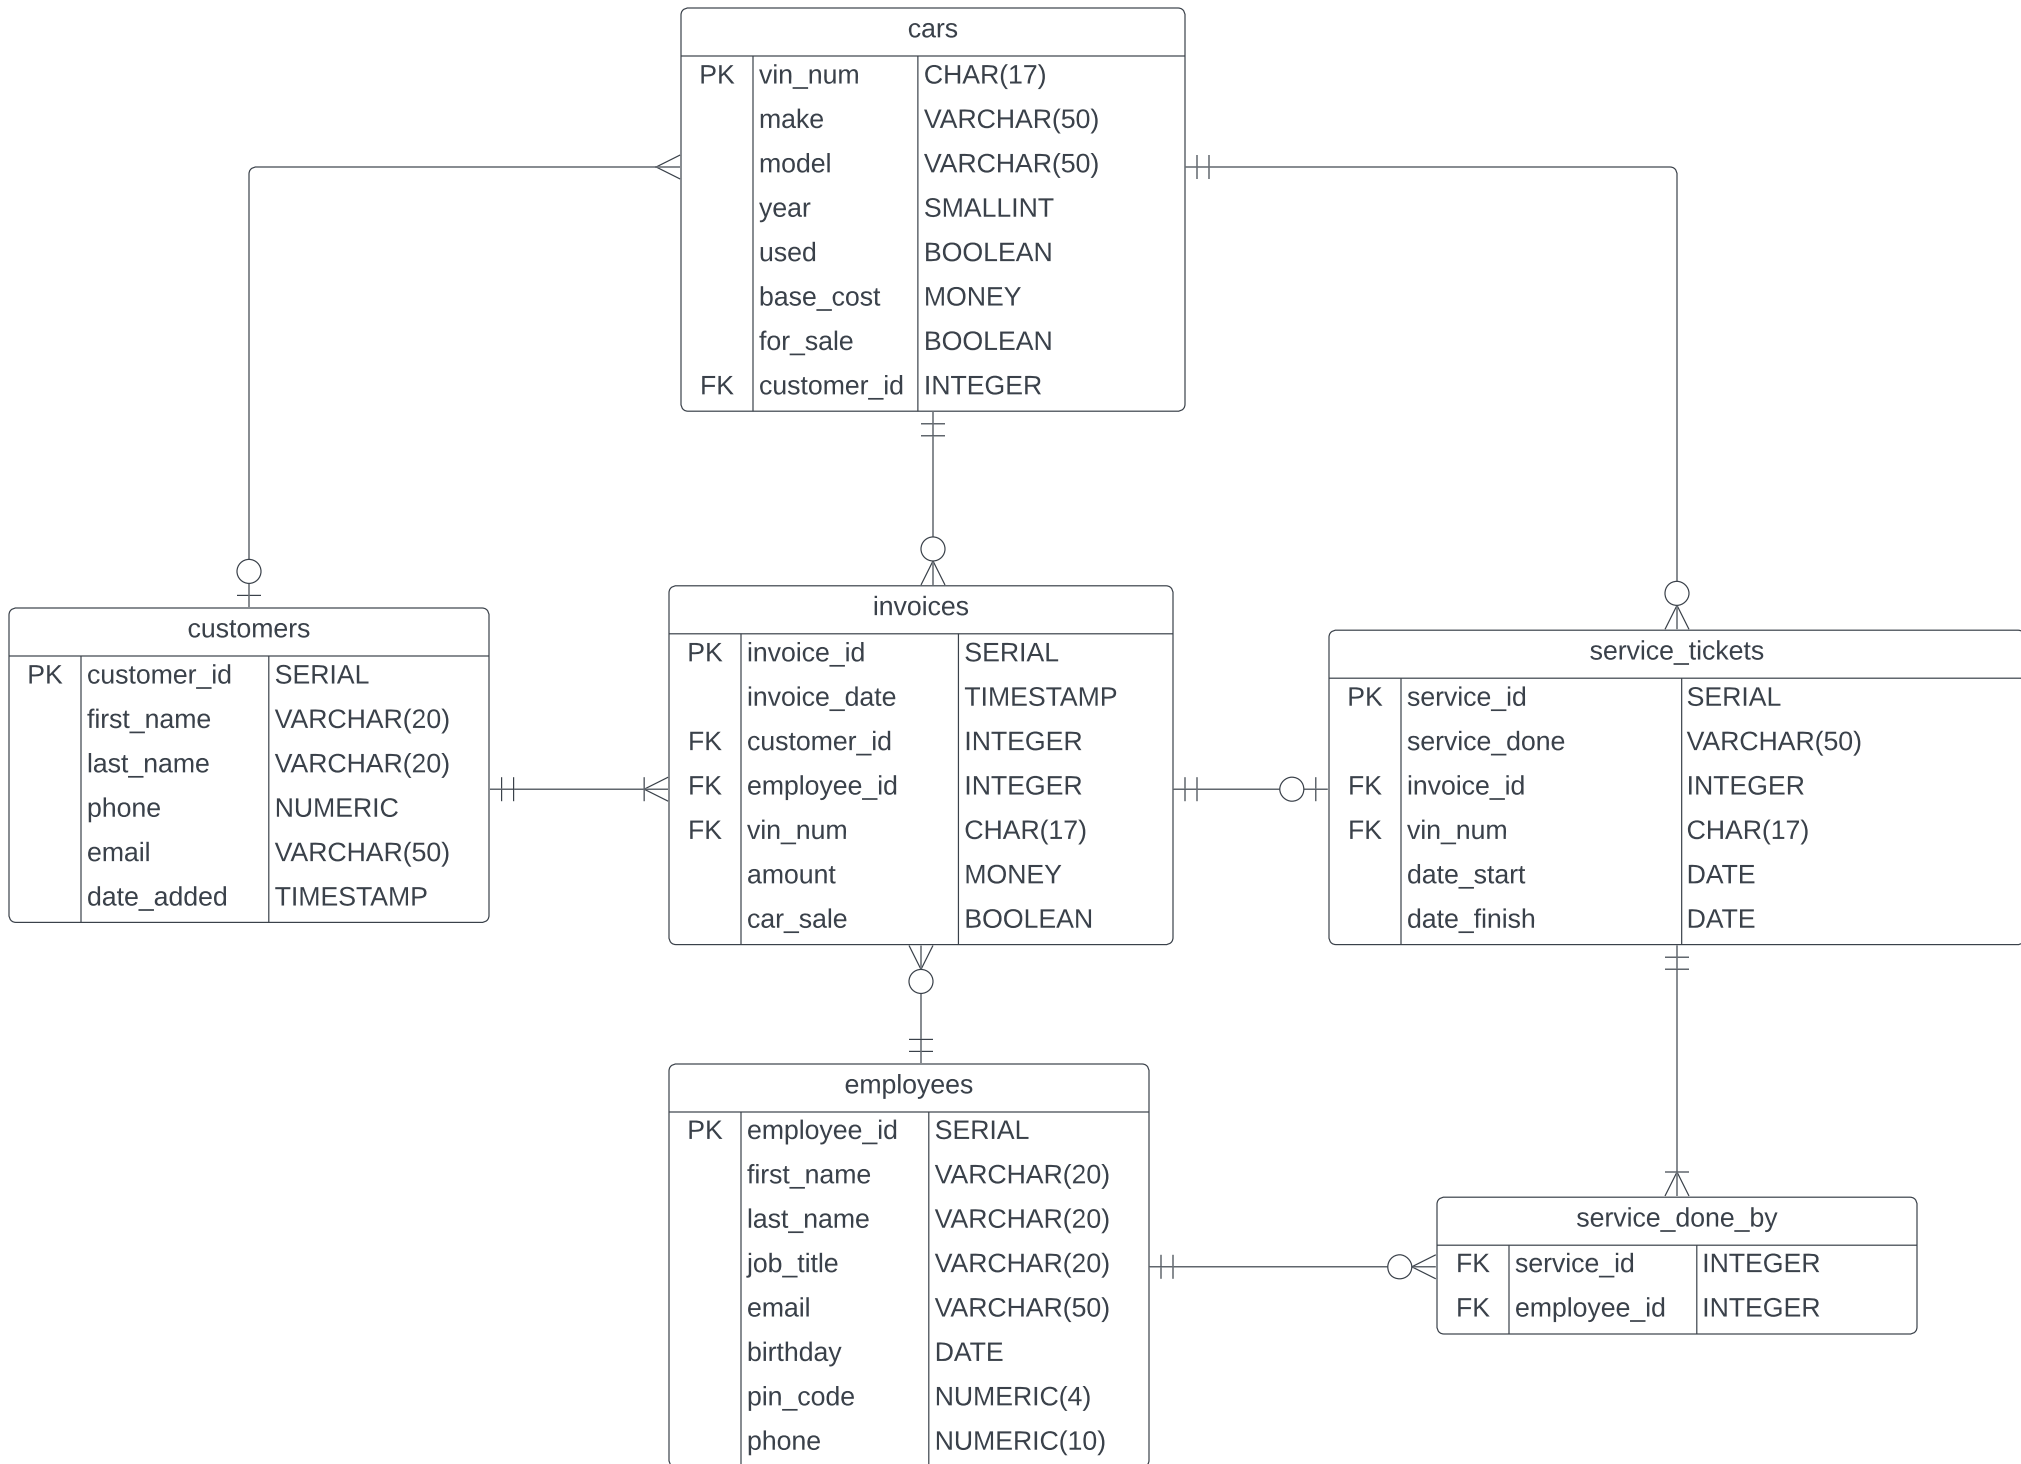 cars
PK vin_num CHAR(17)
make VARCHAR(50)
model VARCHAR(50)
year SMALLINT
used BOOLEAN
base_cost MONEY
for_sale BOOLEAN
FK customer_id INTEGER
customers
PK customer_id SERIAL
first_name VARCHAR(20)
last_name VARCHAR(20)
phone NUMERIC
email VARCHAR(50)
date_added TIMESTAMP
invoices
PK invoice_id SERIAL
invoice_date TIMESTAMP
FK customer_id INTEGER
FK employee_id INTEGER
FK vin_num CHAR(17)
amount MONEY
car_sale BOOLEAN
service_tickets
PK service_id SERIAL
service_done VARCHAR(50)
FK invoice_id INTEGER
FK vin_num CHAR(17)
date_start DATE
date_finish DATE
employees
PK employee_id SERIAL
first_name VARCHAR(20)
last_name VARCHAR(20)
job_title VARCHAR(20)
email VARCHAR(50)
birthday DATE
pin_code NUMERIC(4)
phone NUMERIC(10)
service_done_by
FK service_id INTEGER
FK employee_id INTEGER